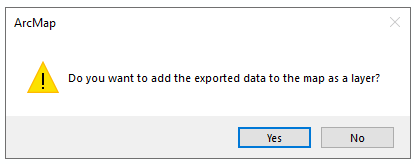 ArcMap
Do you want to add the exported data to the map as a layer?
Yes No